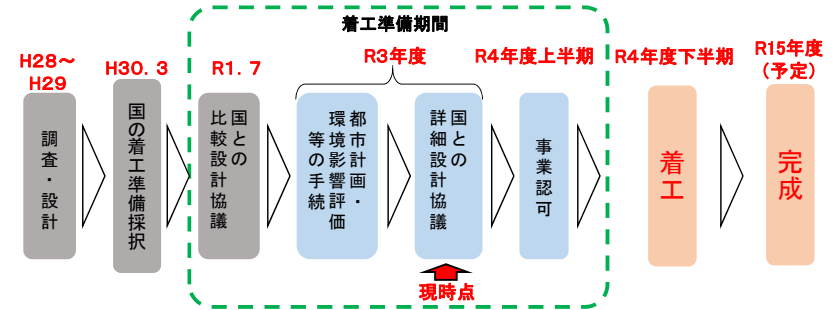 着工準備期間
H28～
H29
調査・設計
H30.3
国の着工準備採択
R1.7
国との
比較設計協議
R3年度
都市計画・
環境影響評価
等の手続
国との
詳細設計協議
現時点
R4年度上半期
事業認可
R4年度下半期
着工
R15年度
（予定）
完成